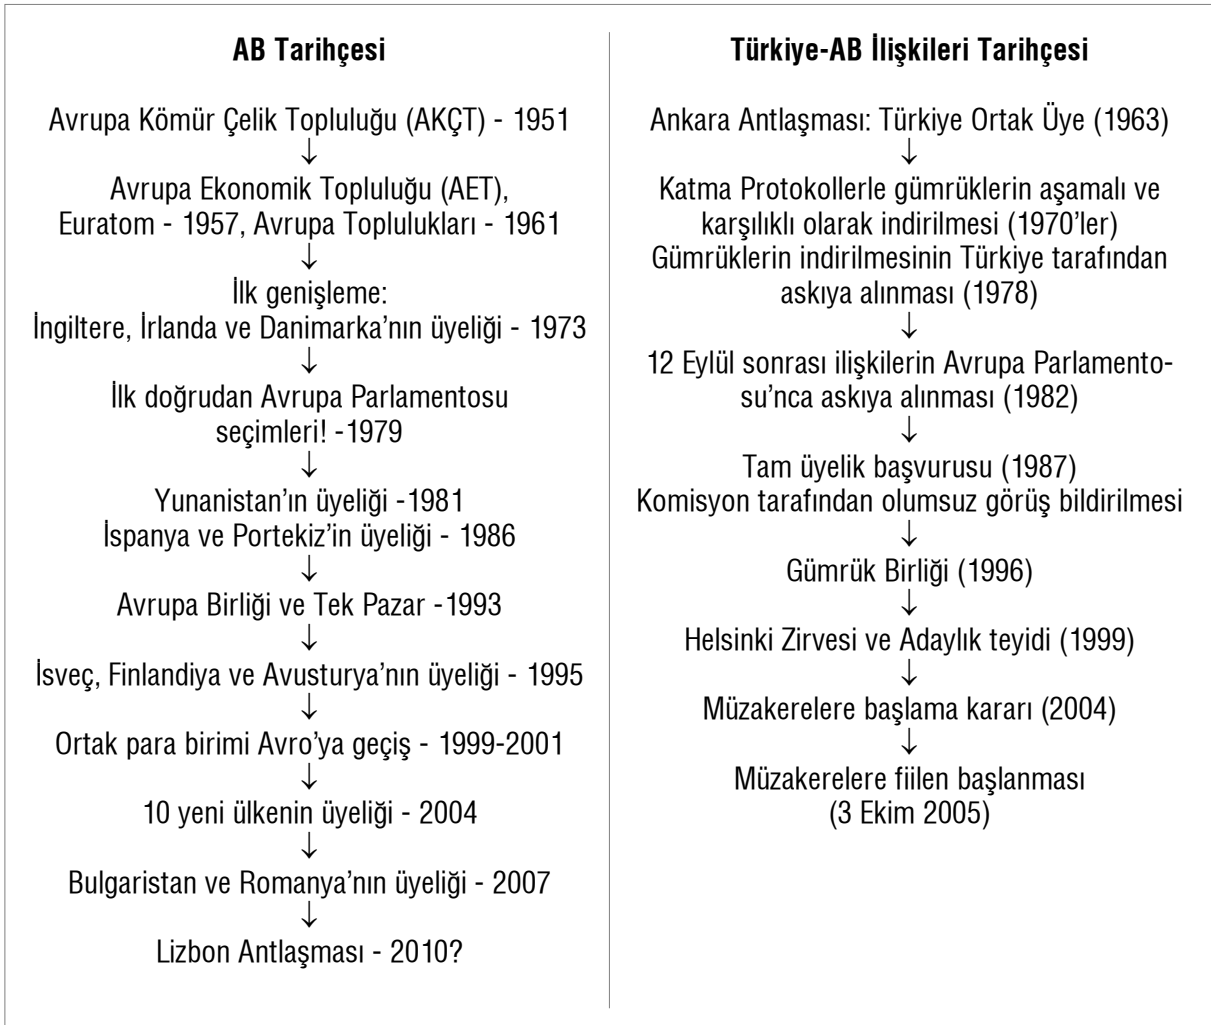 AB Tarihçesi
Avrupa Kömür Çelik Topluluğu (AKÇT) - 1951
↓
Avrupa Ekonomik Topluluğu (AET),
Euratom - 1957, Avrupa Toplulukları - 1961
↓
İlk genişleme:
İngiltere, İrlanda ve Danimarka’nın üyeliği - 1973
↓
İlk doğrudan Avrupa Parlamentosu
seçimleri! -1979
↓
Yunanistan’ın üyeliği -1981
İspanya ve Portekiz’in üyeliği - 1986
↓
Avrupa Birliği ve Tek Pazar -1993
↓
İsveç, Finlandiya ve Avusturya’nın üyeliği - 1995
↓
Ortak para birimi Avro’ya geçiş - 1999-2001
↓
10 yeni ülkenin üyeliği - 2004
↓
Bulgaristan ve Romanya’nın üyeliği - 2007
↓
Lizbon Antlaşması - 2010?
Türkiye-AB İlişkileri Tarihçesi
Ankara Antlaşması: Türkiye Ortak Üye (1963)
↓
Katma Protokollerle gümrüklerin aşamalı ve
karşılıklı olarak indirilmesi (1970’ler)
Gümrüklerin indirilmesinin Türkiye tarafından
askıya alınması (1978)
↓
12 Eylül sonrası ilişkilerin Avrupa Parlamento-
su’nca askıya alınması (1982)
↓
Tam üyelik başvurusu (1987)
Komisyon tarafından olumsuz görüş bildirilmesi
↓
Gümrük Birliği (1996)
↓
Helsinki Zirvesi ve Adaylık teyidi (1999)
↓
Müzakerelere başlama kararı (2004)
↓
Müzakerelere fiilen başlanması
(3 Ekim 2005)